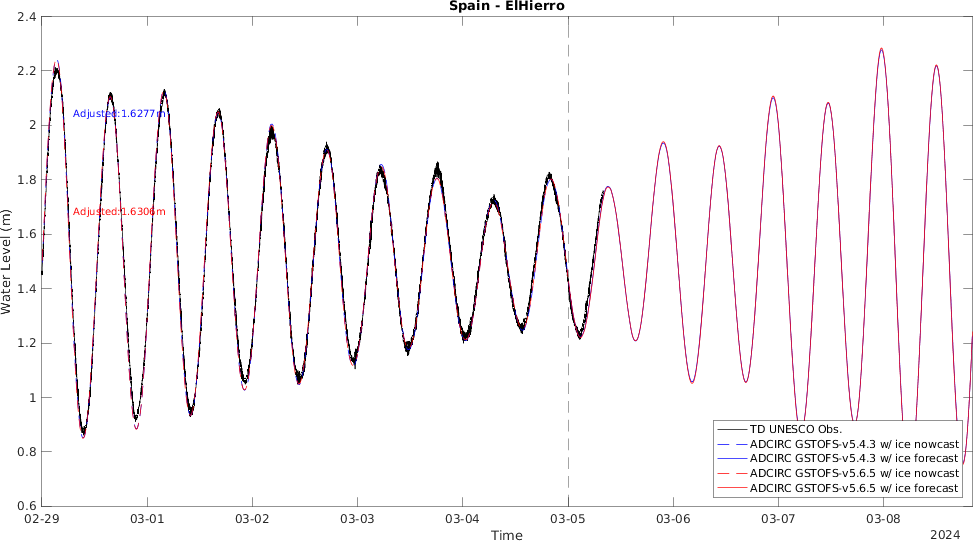 Spain - ElHierro
2.4
2.2
2
1.8
1.6
1.4
1.2
1
0.8
0.6
Water Level (m)
Adjusted:1.6277m
Adjusted:1.6306m
TD UNESCO Obs.
ADCIRC GSTOFS-v5.4.3 w/ ice nowcast
ADCIRC GSTOFS-v5.4.3 w/ ice forecast
ADCIRC GSTOFS-v5.6.5 w/ ice nowcast
ADCIRC GSTOFS-v5.6.5 w/ ice forecast
02-29 03-01 03-02 03-03 03-04 03-05 03-06 03-07 03-08
Time
2024